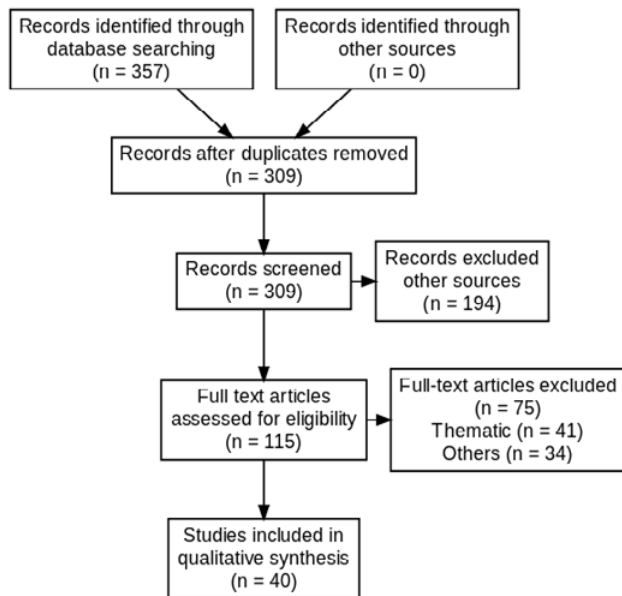 Records identified through
database searching
(n = 357)
Records identified through
other sources
(n = 0)
Records after duplicates removed
(n = 309)
Records screened
(n = 309)
Records excluded
other sources
(n = 194)
Full text articles
assessed for eligibility
(n = 115)
Full-text articles excluded
(n = 75)
Thematic (n = 41)
Others (n = 34)
Studies included in
qualitative synthesis
(n = 40)